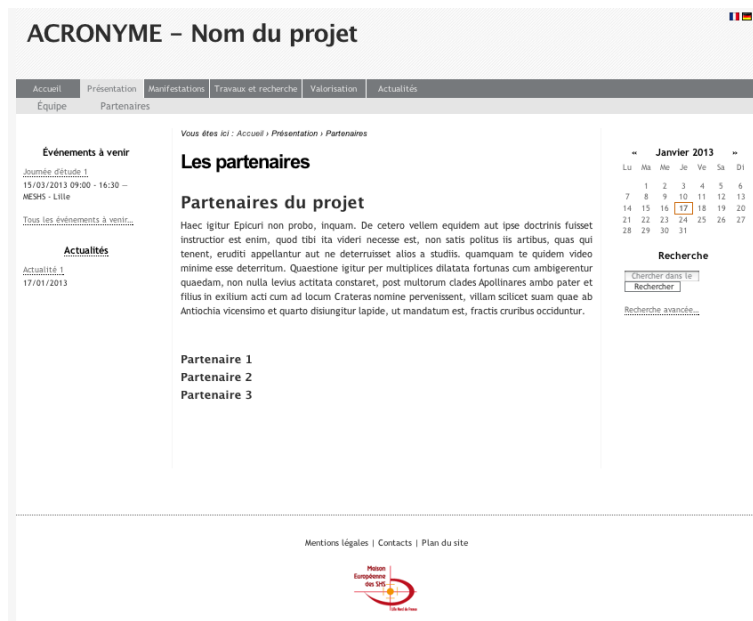 ACRONYME – Nom du projet
Accueil Présentation Manifestations Travaux et recherche Valorisation Actualités
Équipe Partenaires
Événements à venir
Journée d'étude 1
15/03/2013 09:00 - 16:30 —
MESHS - Lille
Tous les événements à venir…
Actualités
Actualité 1
17/01/2013
Vous êtes ici : Accueil › Présentation › Partenaires
Les partenaires
Partenaires du projet
Haec igitur Epicuri non probo, inquam. De cetero vellem equidem aut ipse doctrinis fuisset
instructior est enim, quod tibi ita videri necesse est, non satis politus iis artibus, quas qui
tenent, eruditi appellantur aut ne deterruisset alios a studiis. quamquam te quidem video
minime esse deterritum. Quaestione igitur per multiplices dilatata fortunas cum ambigerentur
quaedam, non nulla levius actitata constaret, post multorum clades Apollinares ambo pater et
filius in exilium acti cum ad locum Crateras nomine pervenissent, villam scilicet suam quae ab
Antiochia vicensimo et quarto disiungitur lapide, ut mandatum est, fractis cruribus occiduntur.
Partenaire 1
Partenaire 2
Partenaire 3
« Janvier 2013 »
Lu Ma Me Je Ve Sa Di
1 2 3 4 5 6
7 8 9 10 11 12 13
14 15 16 17 18 19 20
21 22 23 24 25 26 27
28 29 30 31
Recherche
Chercher dans le
Rechercher
Recherche avancée…
Mentions légales | Contacts | Plan du site
Maison
Européenne
des SHS
Lille Nord de France